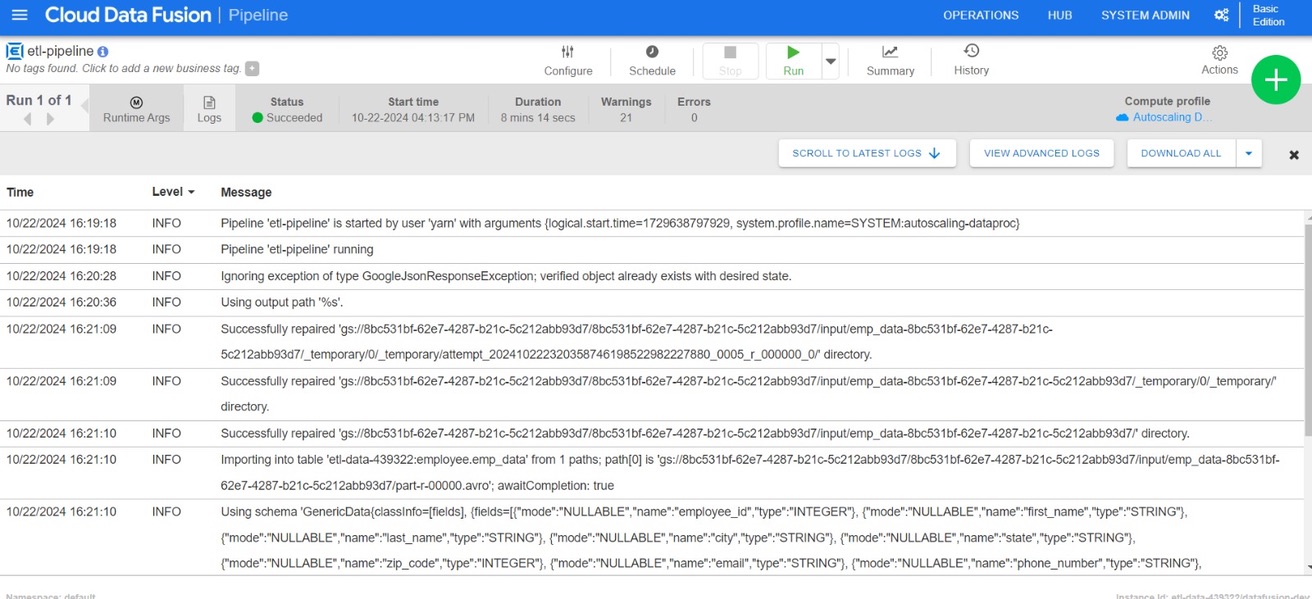 Cloud Data Fusion | Pipeline
OPERATIONS HUB SYSTEM ADMIN Basic Edition
etl-pipeline
No tags found. Click to add a new business tag.
Configure Schedule Stop Run Summary History Actions
Run 1 of 1
Runtime Args
Logs
Status
Succeeded
Start time
10-22-2024 04:13:17 PM
Duration
8 mins 14 secs
Warnings
21
Errors
0
Compute profile
Autoscaling D...
SCROLL TO LATEST LOGS VIEW ADVANCED LOGS DOWNLOAD ALL
Time Level Message
10/22/2024 16:19:18 INFO Pipeline 'etl-pipeline' is started by user 'yarn' with arguments {logical.start.time=1729638797929, system.profile.name=SYSTEM:autoscaling-dataproc}
10/22/2024 16:19:18 INFO Pipeline 'etl-pipeline' running
10/22/2024 16:20:28 INFO Ignoring exception of type GoogleJsonResponseException; verified object already exists with desired state.
10/22/2024 16:20:36 INFO Using output path '%s'.
10/22/2024 16:21:09 INFO Successfully repaired 'gs://8bc531bf-62e7-4287-b21c-5c212abb93d7/8bc531bf-62e7-4287-b21c-5c212abb93d7/input/emp_data-8bc531bf-62e7-4287-b21c-
5c212abb93d7/_temporary/0/_temporary/attempt_20241022232035874619852298222​7880_0005_r_000000_0/' directory.
10/22/2024 16:21:09 INFO Successfully repaired 'gs://8bc531bf-62e7-4287-b21c-5c212abb93d7/8bc531bf-62e7-4287-b21c-5c212abb93d7/input/emp_data-8bc531bf-62e7-4287-b21c-5c212abb93d7/_temporary/0/_temporary/'
directory.
10/22/2024 16:21:10 INFO Successfully repaired 'gs://8bc531bf-62e7-4287-b21c-5c212abb93d7/8bc531bf-62e7-4287-b21c-5c212abb93d7/input/emp_data-8bc531bf-62e7-4287-b21c-5c212abb93d7/' directory.
10/22/2024 16:21:10 INFO Importing into table 'etl-data-439322:employee.emp_data' from 1 paths; path[0] is 'gs://8bc531bf-62e7-4287-b21c-5c212abb93d7/8bc531bf-62e7-4287-b21c-5c212abb93d7/input/emp_data-8bc531bf-
62e7-4287-b21c-5c212abb93d7/part-r-00000.avro'; awaitCompletion: true
10/22/2024 16:21:10 INFO Using schema 'GenericData{classInfo=[fields], {fields=[{"mode":"NULLABLE","name":"employee_id","type":"INTEGER"}, {"mode":"NULLABLE","name":"first_name","type":"STRING"},
{"mode":"NULLABLE","name":"last_name","type":"STRING"}, {"mode":"NULLABLE","name":"city","type":"STRING"}, {"mode":"NULLABLE","name":"state","type":"STRING"},
{"mode":"NULLABLE","name":"zip_code","type":"INTEGER"}, {"mode":"NULLABLE","name":"email","type":"STRING"}, {"mode":"NULLABLE","name":"phone_number","type":"STRING"},
Namespace: default
Instance Id: etl-data-439322/datafusion-dev